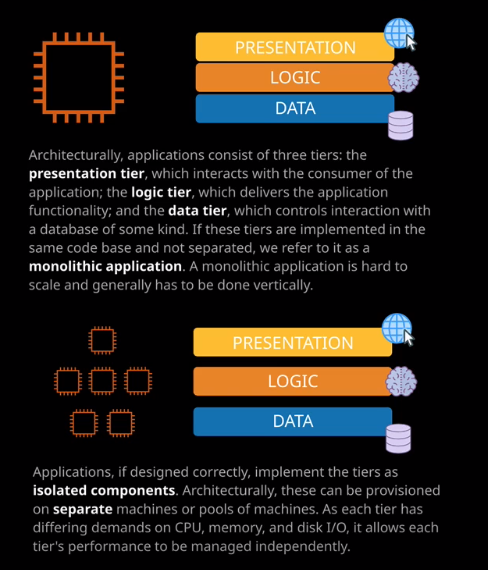 PRESENTATION
LOGIC
DATA
Architecturally, applications consist of three tiers: the
presentation tier, which interacts with the consumer of the
application; the logic tier, which delivers the application
functionality; and the data tier, which controls interaction with
a database of some kind. If these tiers are implemented in the
same code base and not separated, we refer to it as a
monolithic application. A monolithic application is hard to
scale and generally has to be done vertically.
PRESENTATION
LOGIC
DATA
Applications, if designed correctly, implement the tiers as
isolated components. Architecturally, these can be provisioned
on separate machines or pools of machines. As each tier has
differing demands on CPU, memory, and disk I/O, it allows each
tier's performance to be managed independently.